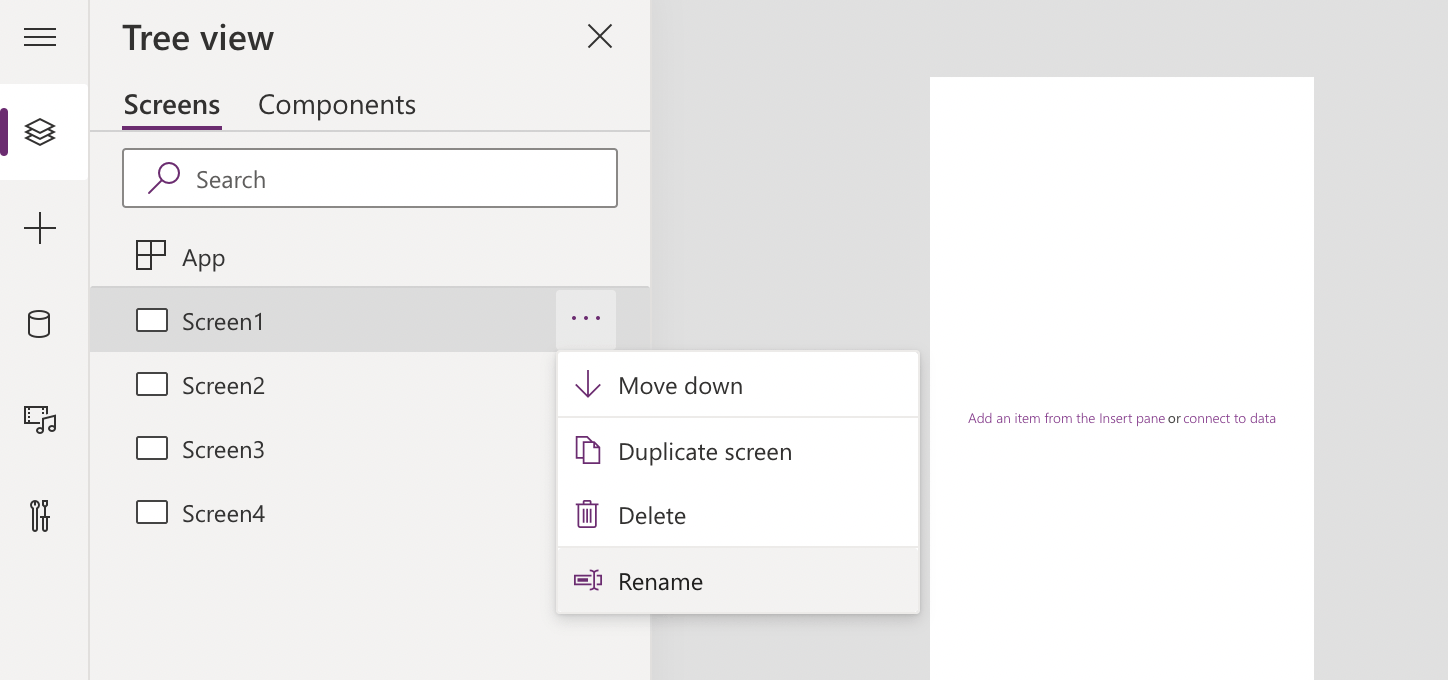 Tree view
Screens Components
Search
App
Screen1
Screen2
Screen3
Screen4
Move down
Duplicate screen
Delete
Rename
Add an item from the Insert pane or connect to data